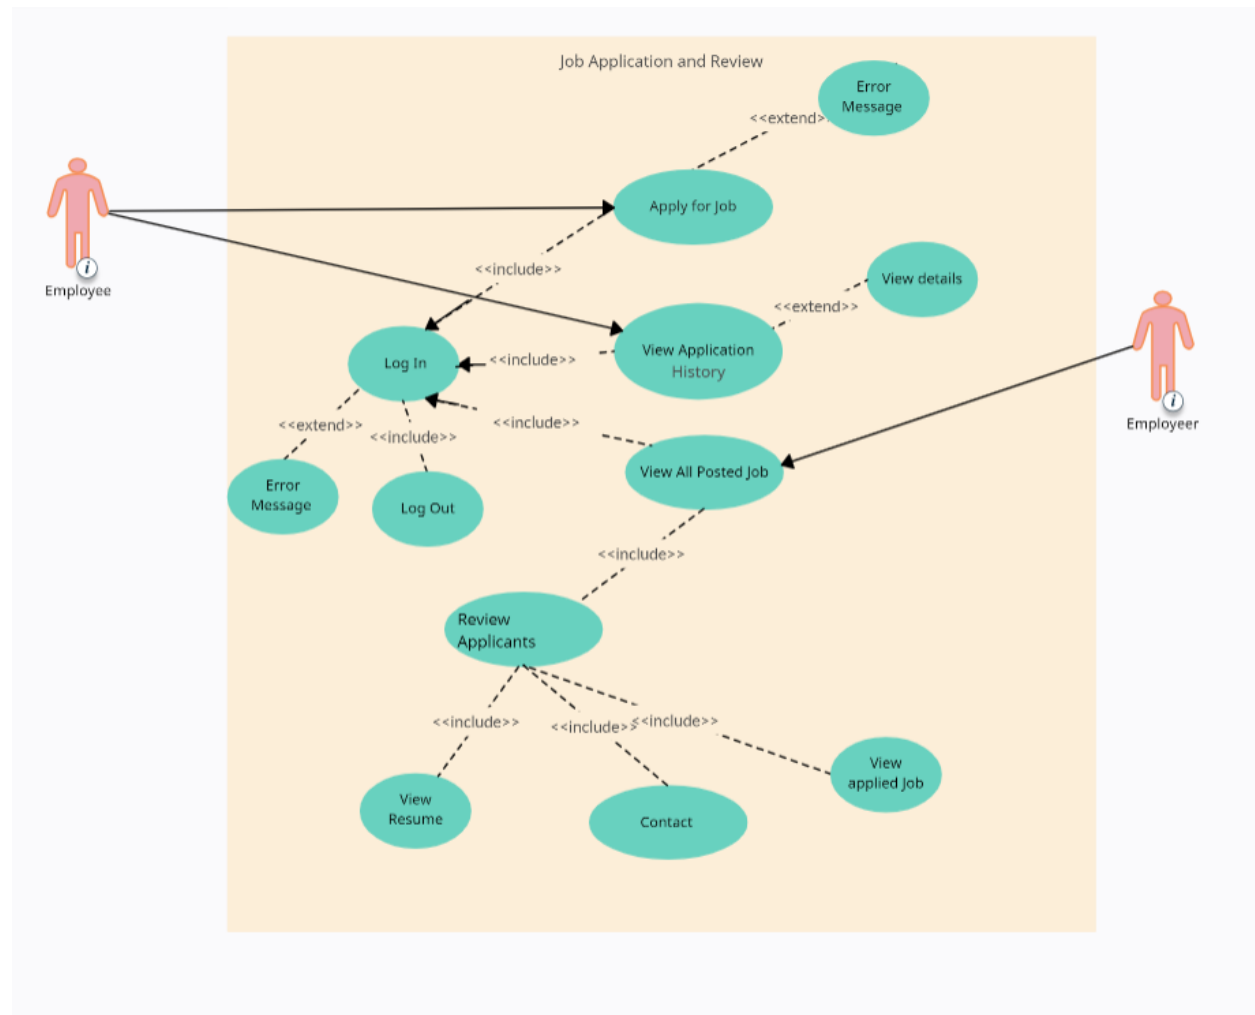 Job Application and Review
Error
Message
<<extend>
Apply for Job
<<include>>
Employee
View details
<<extend>>
View Application
History
Log In
<<include>>
Employeer
<<extend>>
<<include>>
<<include>>
View All Posted Job
Error
Message
Log Out
<<include>>
Review
Applicants
<<include>>
<<include>>
<<include>>
View
applied Job
View
Resume
Contact
i
i